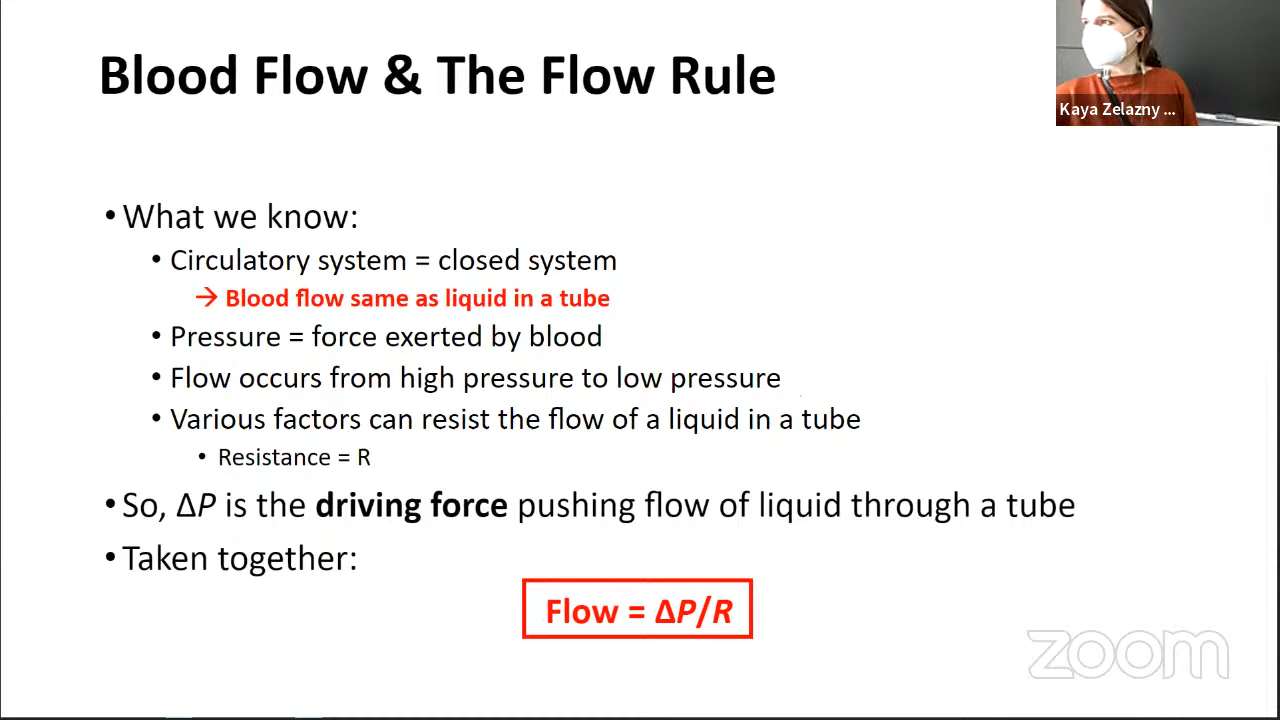 Blood Flow & The Flow Rule
Kaya Zelazny ...
• What we know:
• Circulatory system = closed system
→ Blood flow same as liquid in a tube
• Pressure = force exerted by blood
• Flow occurs from high pressure to low pressure
• Various factors can resist the flow of a liquid in a tube
• Resistance = R
• So, ΔP is the driving force pushing flow of liquid through a tube
• Taken together:
Flow = ΔP/R
zoom